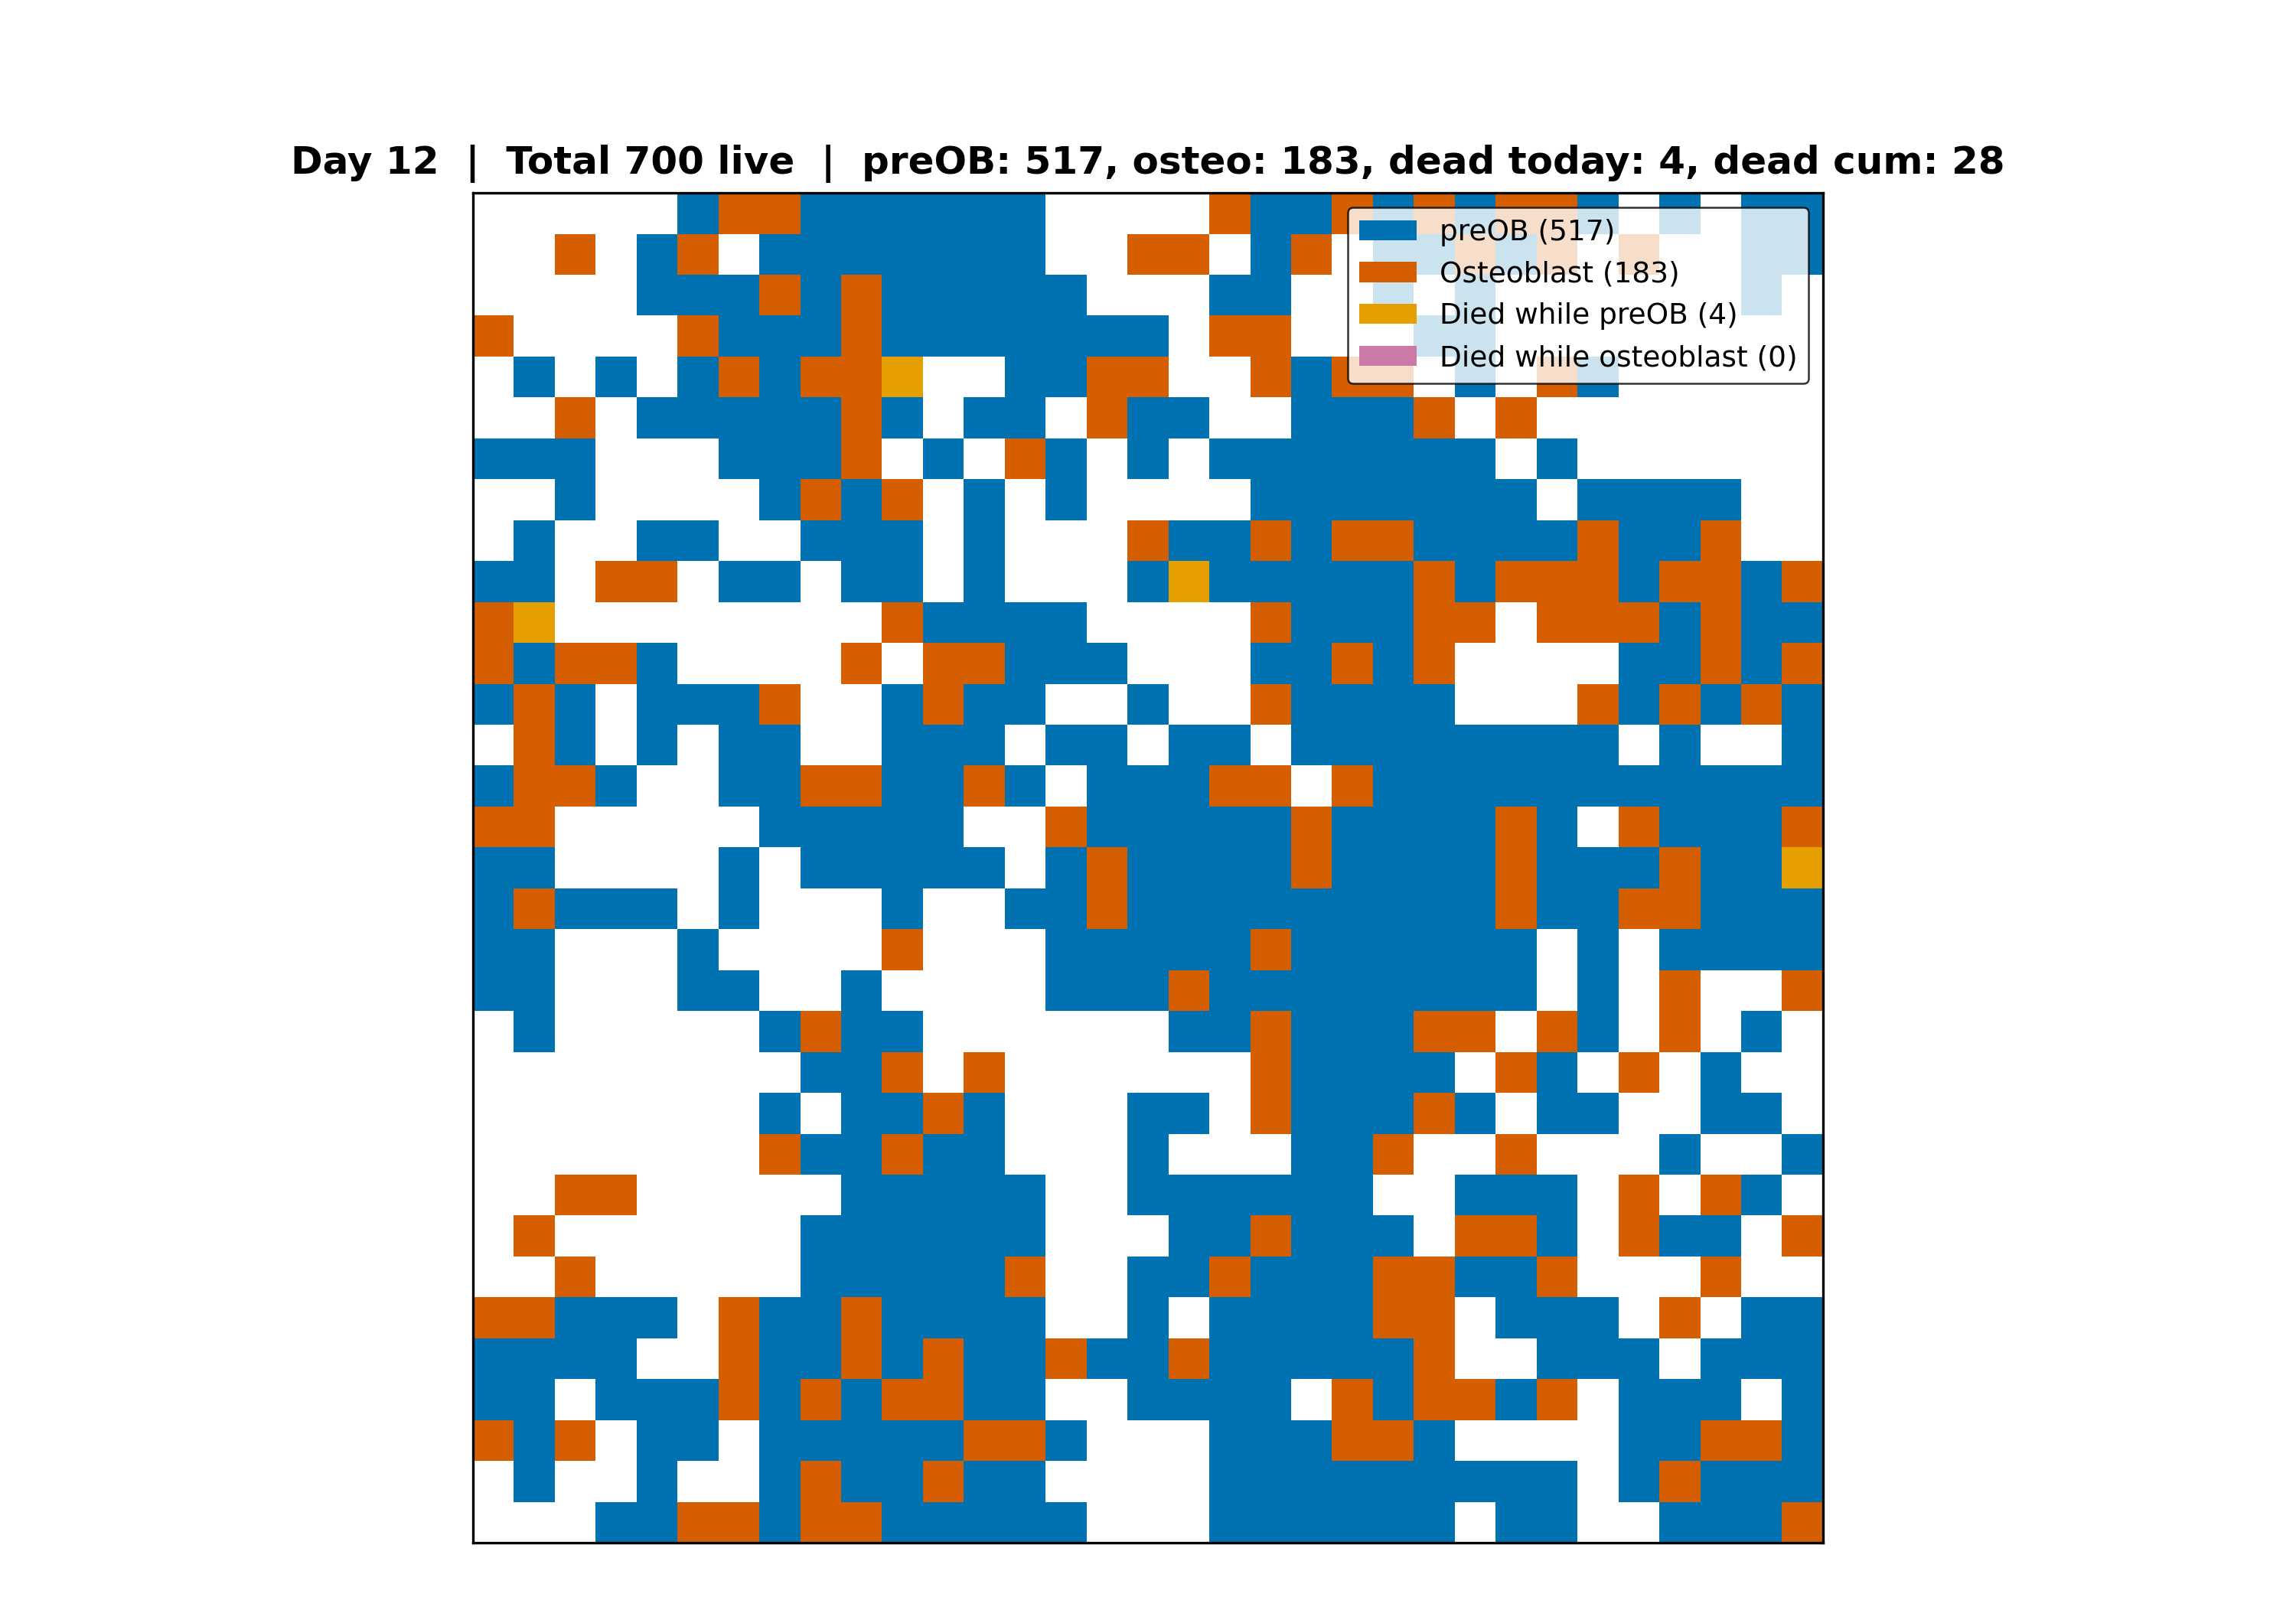 Day 12 | Total 700 live | preOB: 517, osteo: 183, dead today: 4, dead cum: 28
preOB (517)
Osteoblast (183)
Died while preOB (4)
Died while osteoblast (0)